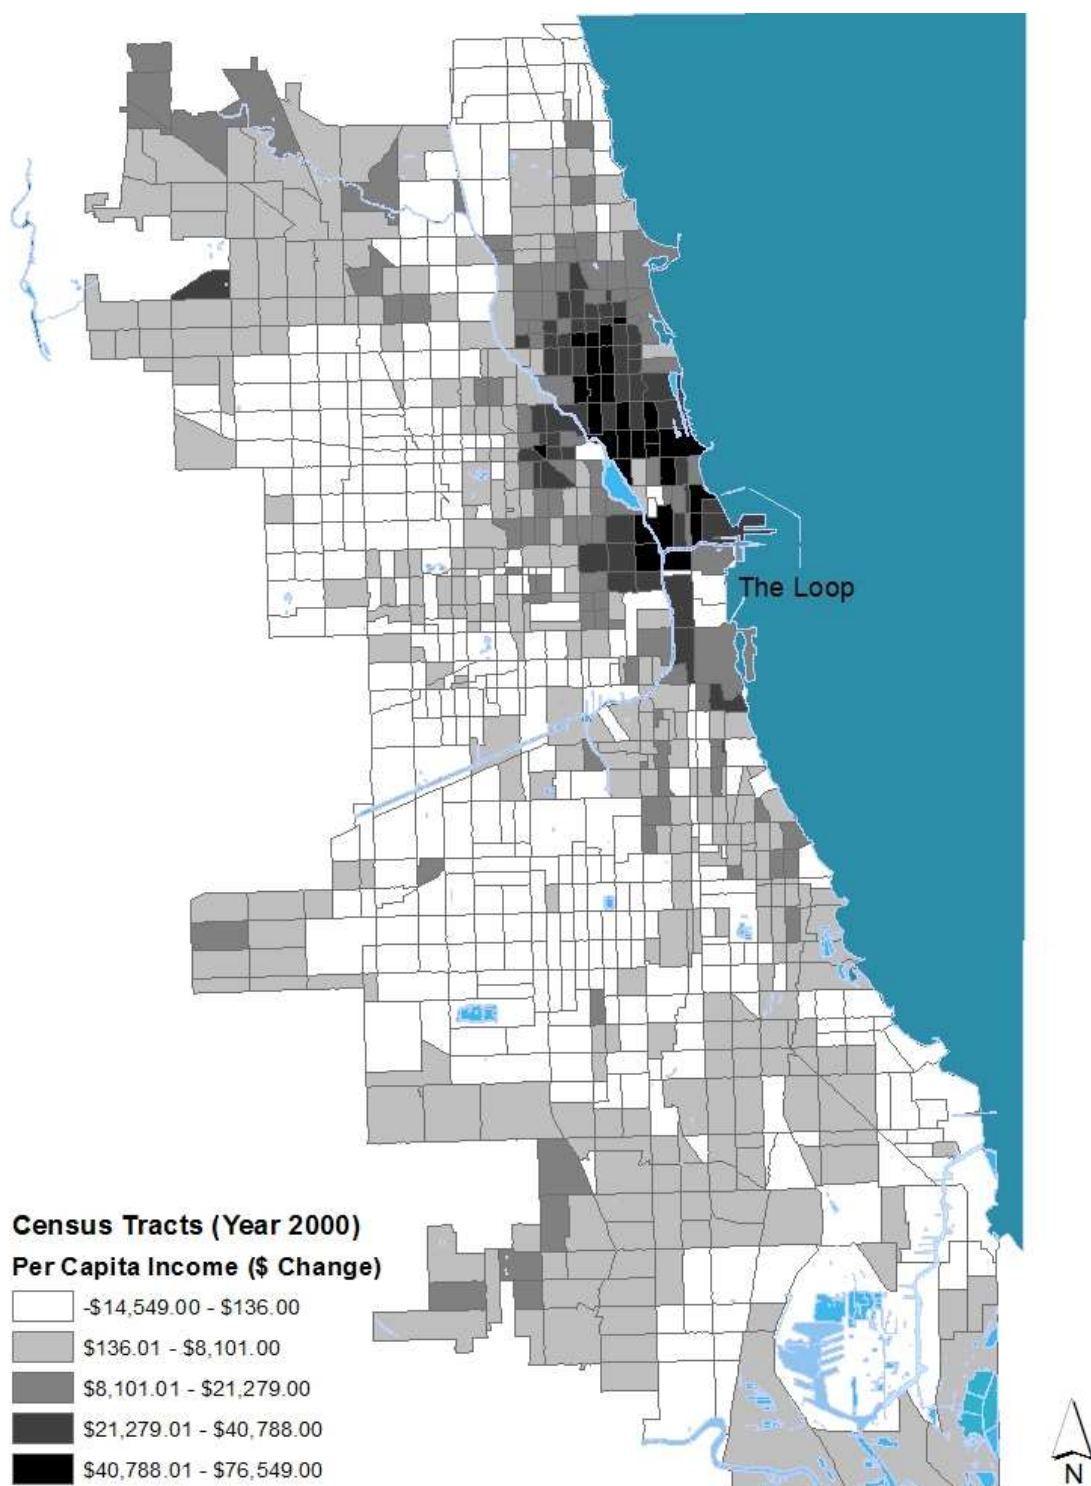 The Loop
Census Tracts (Year 2000)
Per Capita Income ($ Change)
-$14,549.00 - $136.00
$136.01 - $8,101.00
$8,101.01 - $21,279.00
$21,279.01 - $40,788.00
$40,788.01 - $76,549.00
N